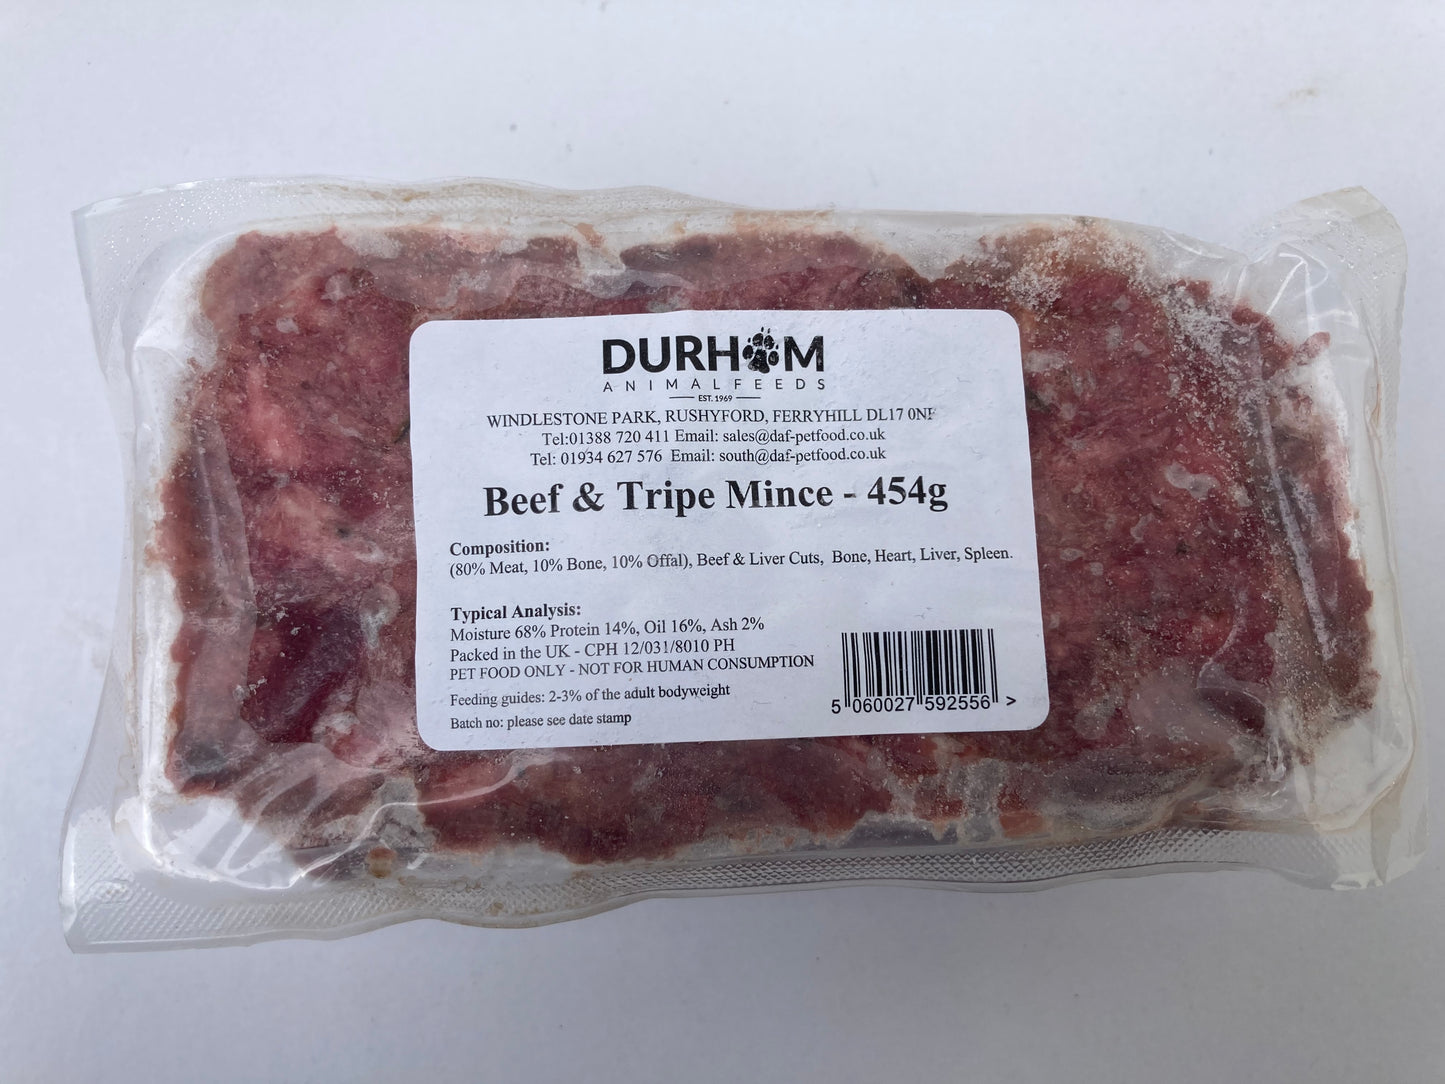 DURHAM
ANIMALFEEDS
EST. 1969
WINDLESTONE PARK, RUSHYFORD, FERRYHILL DL17 0NF
Tel:01388 720 411 Email: sales@daf-petfood.co.uk
Tel: 01934 627 576 Email: south@daf-petfood.co.uk
Beef & Tripe Mince - 454g
Composition:
(80% Meat, 10% Bone, 10% Offal), Beef & Liver Cuts, Bone, Heart, Liver, Spleen.
Typical Analysis:
Moisture 68% Protein 14%, Oil 16%, Ash 2%
Packed in the UK - CPH 12/031/8010 PH
PET FOOD ONLY - NOT FOR HUMAN CONSUMPTION
Feeding guides: 2-3% of the adult bodyweight
Batch no: please see date stamp
5 060027 592556 >